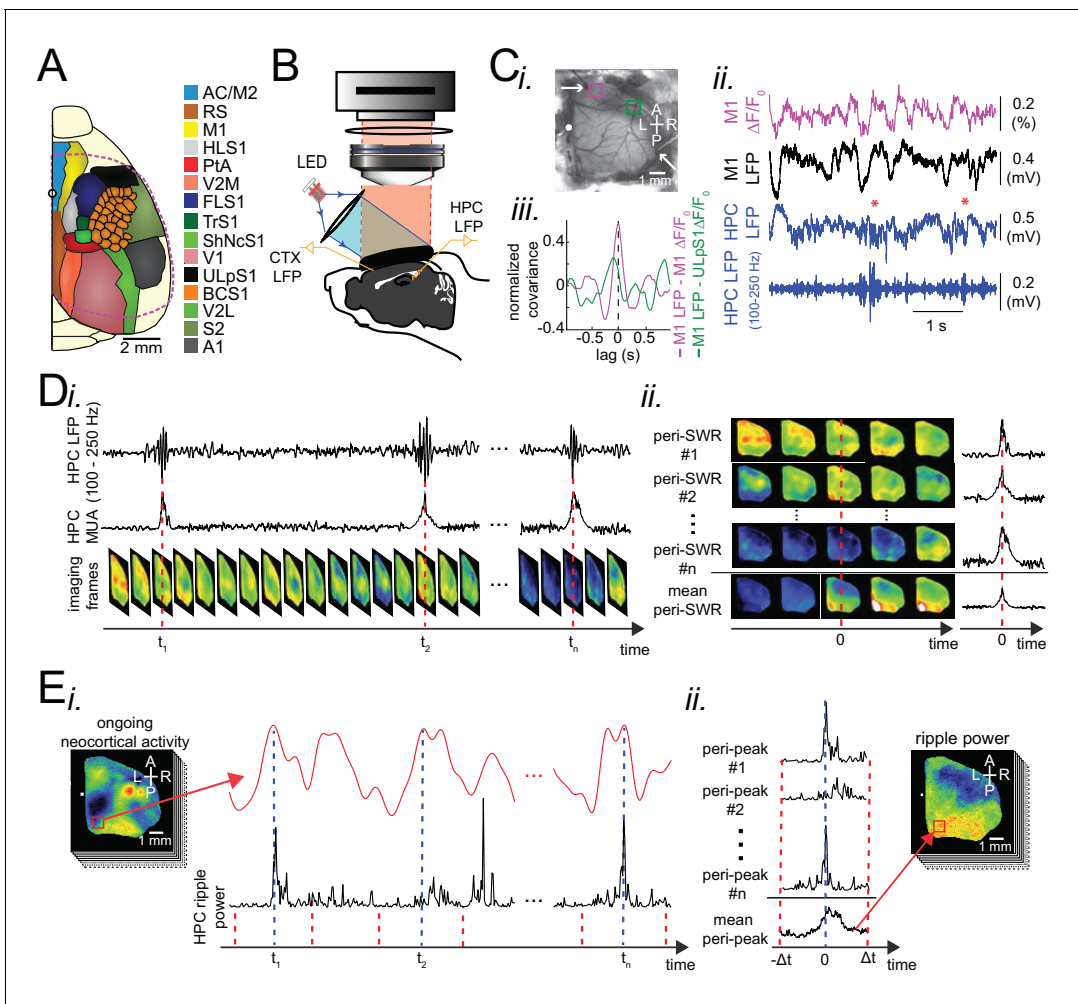 A
AC/M2
RS
M1
HLS1
PtA
V2M
FLS1
TrS1
ShNcS1
V1
ULpS1
BCS1
V2L
S2
A1
2 mm
B
LED
HPC
LFP
CTX
LFP
C
i.
A
L R
P
1 mm
ii.
M1
ΔF/F0
0.2
(%)
M1
LFP
0.4
(mV)
* *
HPC
LFP
0.5
(mV)
HPC LFP
(100-250 Hz)
0.2
(mV)
1 s
iii.
normalized
covariance
0.4
0
-0.4
-0.5 0 0.5
lag (s)
– M1 LFP - M1 ΔF/F0
– M1 LFP - ULpS1ΔF/F0
D
i.
HPC LFP
(100 - 250 Hz)
...
HPC
MUA
...
imaging
frames
...
t1 t2 tn time
ii.
peri-SWR
#1
peri-SWR
#2
peri-SWR
#n
mean
peri-SWR
0 time
0 time
E
i.
ongoing
neocortical activity
A
L R
P
1 mm
...
HPC ripple
power
...
t1 t2 tn time
ii.
peri-peak
#1
peri-peak
#2
peri-peak
#n
mean
peri-peak
-Δt 0 Δt time
ripple power
A
L R
P
1 mm